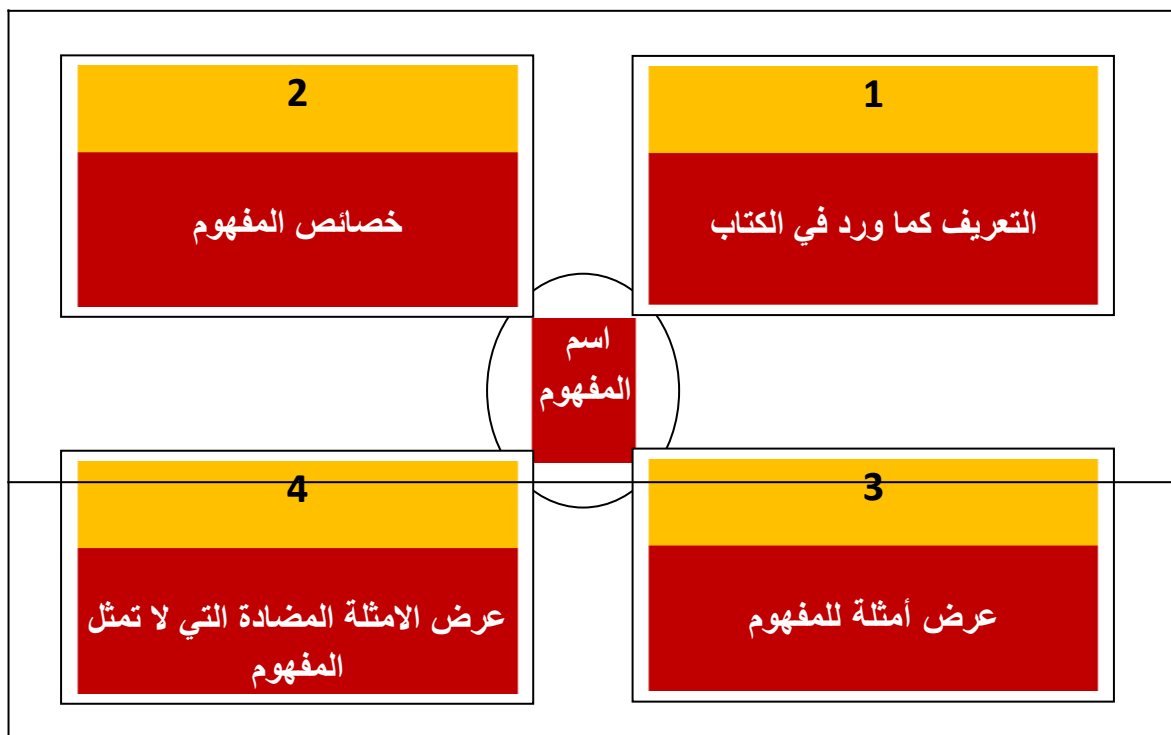 1
التعريف كما ورد في الكتاب
2
خصائص المفهوم
اسم
المفهوم
3
عرض أمثلة للمفهوم
4
عرض الامثلة المضادة التي لا تمثل
المفهوم